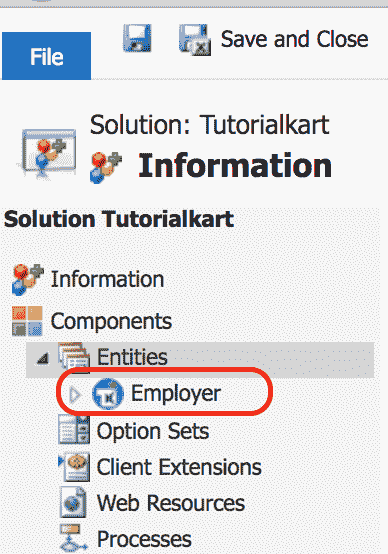 Save and Close
File
Solution: Tutorialkart
Information
Solution Tutorialkart
Information
Components
Entities
Employer
Option Sets
Client Extensions
Web Resources
Processes